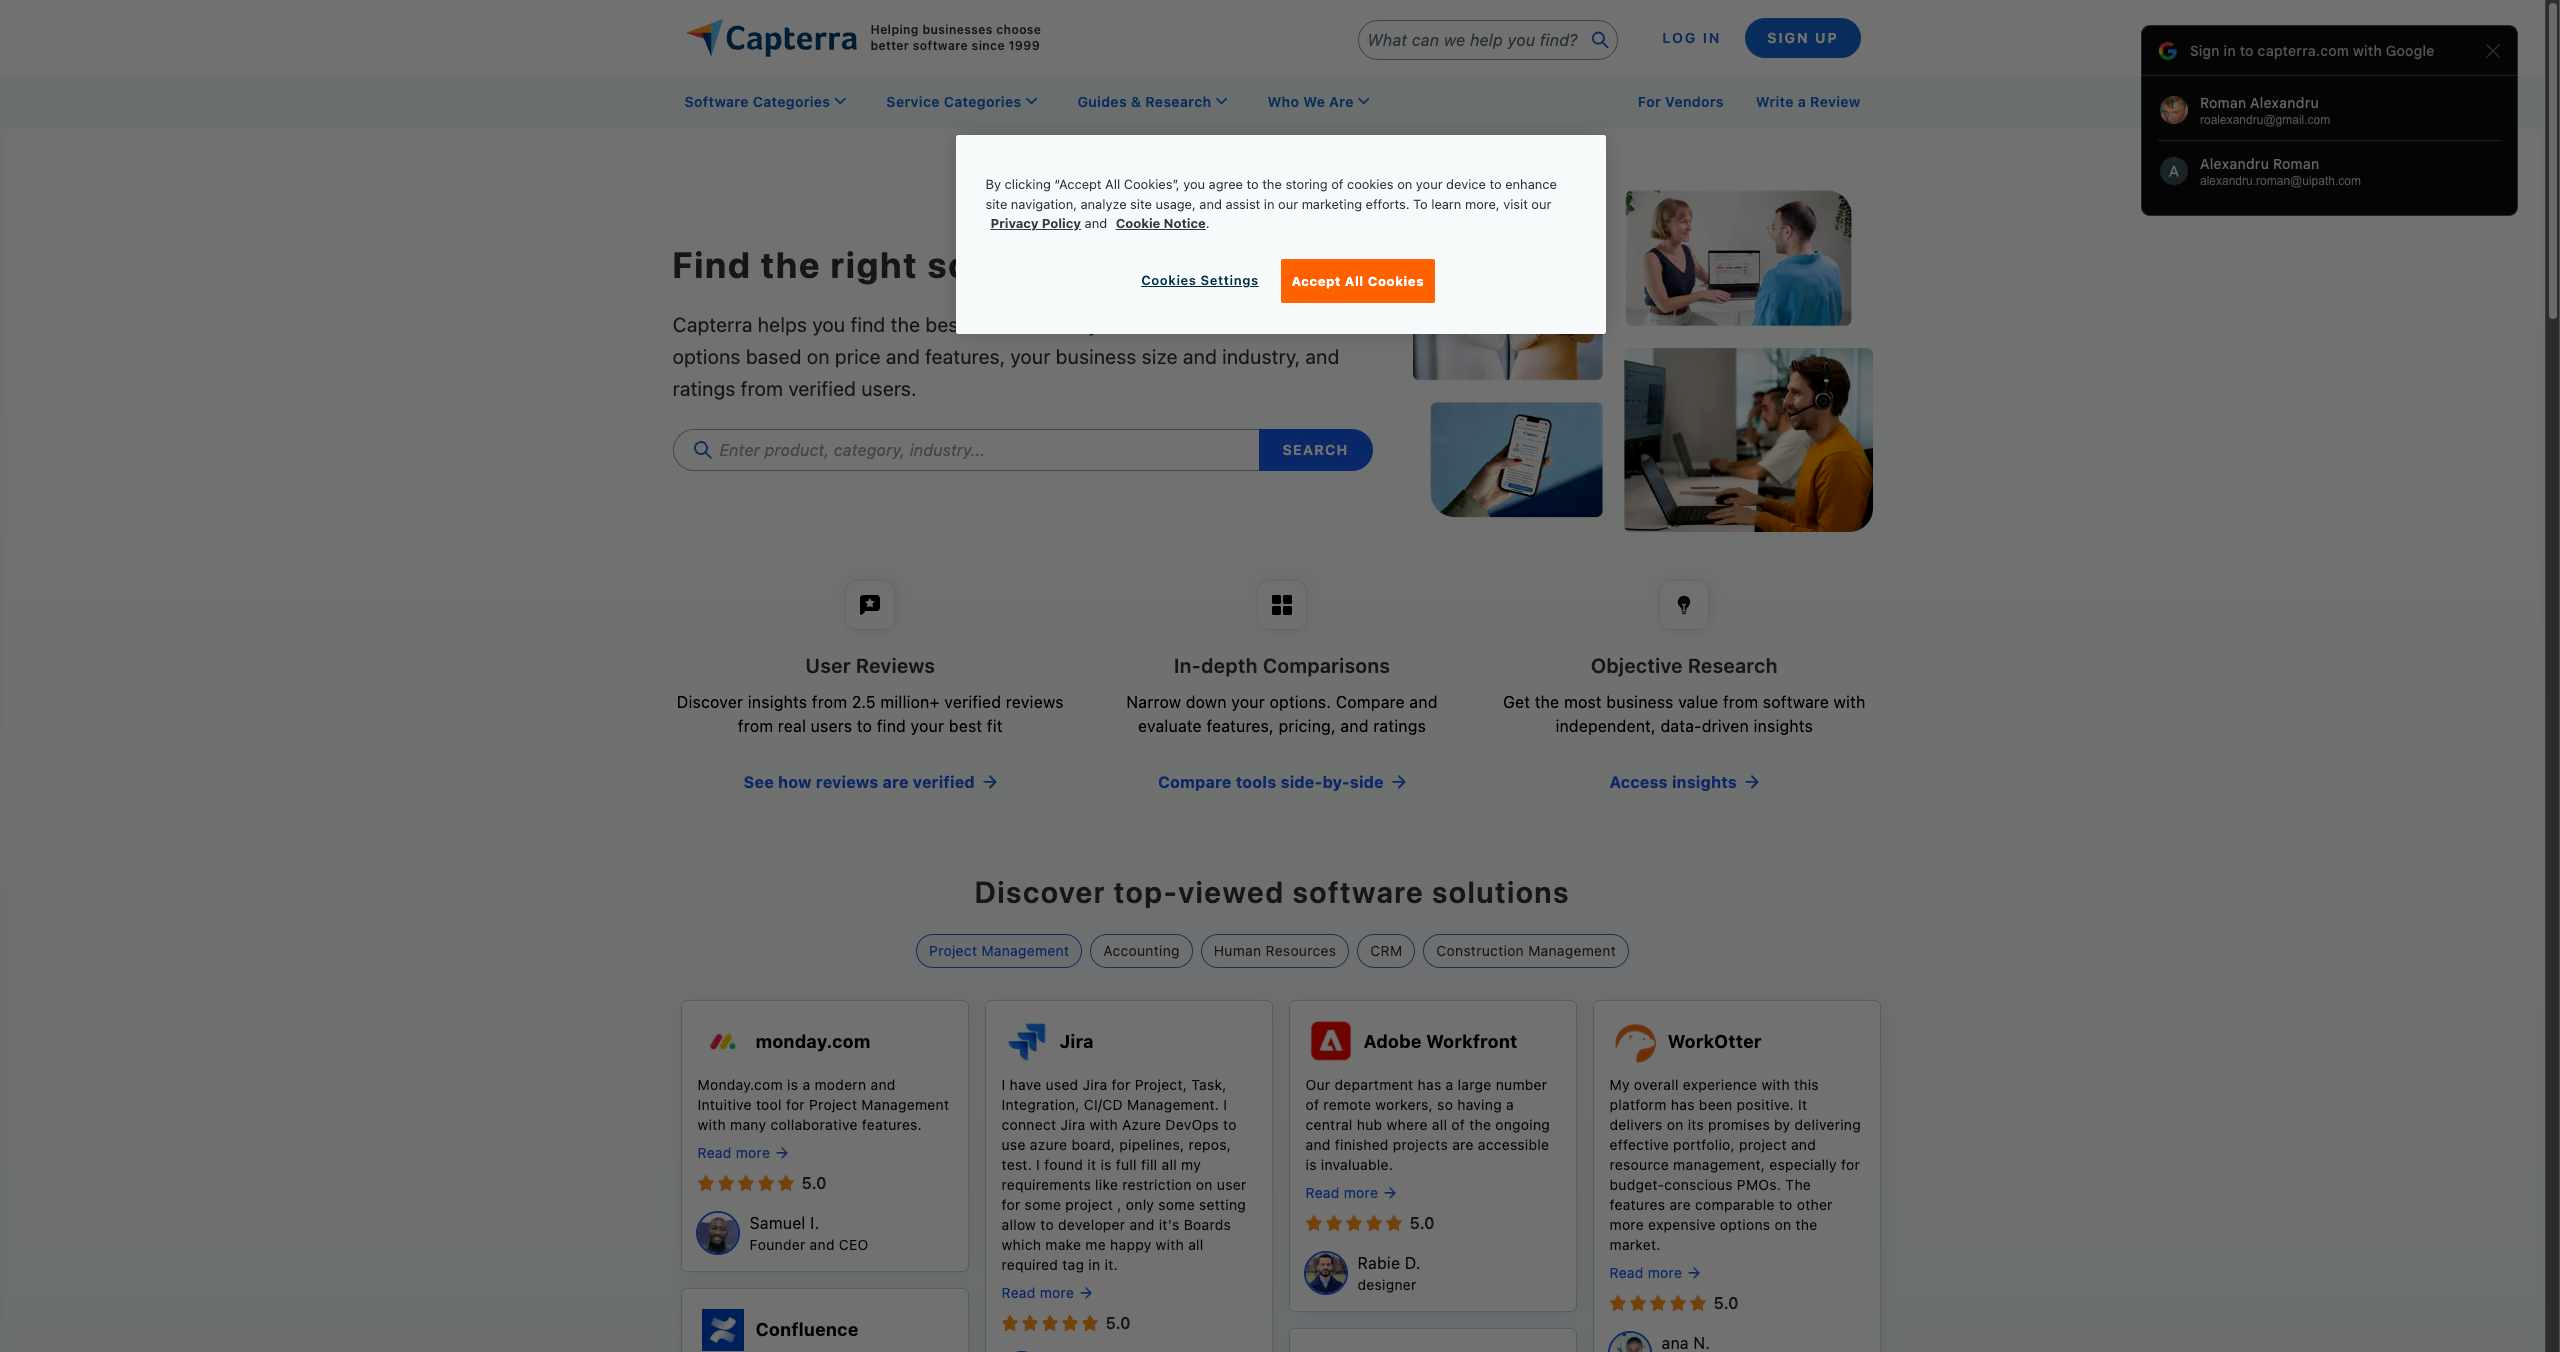 Capterra
Helping businesses choose
better software since 1999
What can we help you find?
LOG IN
SIGN UP
Sign in to capterra.com with Google
Roman Alexandru
roalexandru@gmail.com
A
Alexandru Roman
alexandru.roman@uipath.com
Software Categories
Service Categories
Guides & Research
Who We Are
For Vendors
Write a Review
By clicking “Accept All Cookies”, you agree to the storing of cookies on your device to enhance
site navigation, analyze site usage, and assist in our marketing efforts. To learn more, visit our
Privacy Policy and Cookie Notice.
Cookies Settings
Accept All Cookies
Find the right
Capterra helps you find the
options based on price and features, your business size and industry, and
ratings from verified users.
Enter product, category, industry...
SEARCH
User Reviews
Discover insights from 2.5 million+ verified reviews
from real users to find your best fit
See how reviews are verified
In-depth Comparisons
Narrow down your options. Compare and
evaluate features, pricing, and ratings
Compare tools side-by-side
Objective Research
Get the most business value from software with
independent, data-driven insights
Access insights
Discover top-viewed software solutions
Project Management
Accounting
Human Resources
CRM
Construction Management
monday.com
Monday.com is a modern and
Intuitive tool for Project Management
with many collaborative features.
Read more
5.0
Samuel I.
Founder and CEO
Confluence
Jira
I have used Jira for Project, Task,
Integration, CI/CD Management. I
connect Jira with Azure DevOps to
use azure board, pipelines, repos,
test. I found it is full fill all my
requirements like restriction on user
for some project , only some setting
allow to developer and it's Boards
which make me happy with all
required tag in it.
Read more
5.0
Adobe Workfront
Our department has a large number
of remote workers, so having a
central hub where all of the ongoing
and finished projects are accessible
is invaluable.
Read more
5.0
Rabie D.
designer
WorkOtter
My overall experience with this
platform has been positive. It
delivers on its promises by delivering
effective portfolio, project and
resource management, especially for
budget-conscious PMOs. The
features are comparable to other
more expensive options on the
market.
Read more
5.0
ana N.